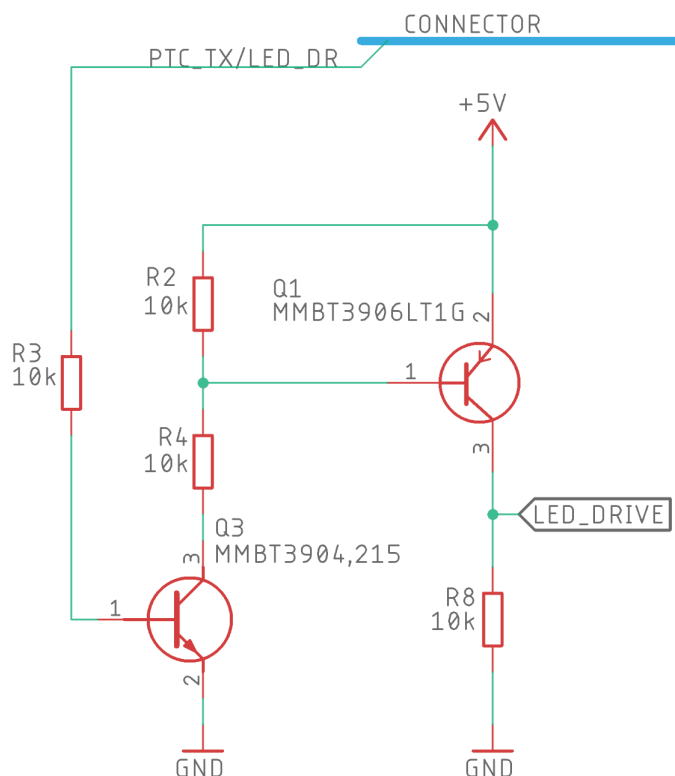 CONNECTOR
PTC_TX/LED_DR
+5V
R2
10k
Q1
MMBT3906LT1G
2
R3
10k
1
R4
10k
3
LED_DRIVE
Q3
MMBT3904,215
3
R8
10k
1
2
GND
GND